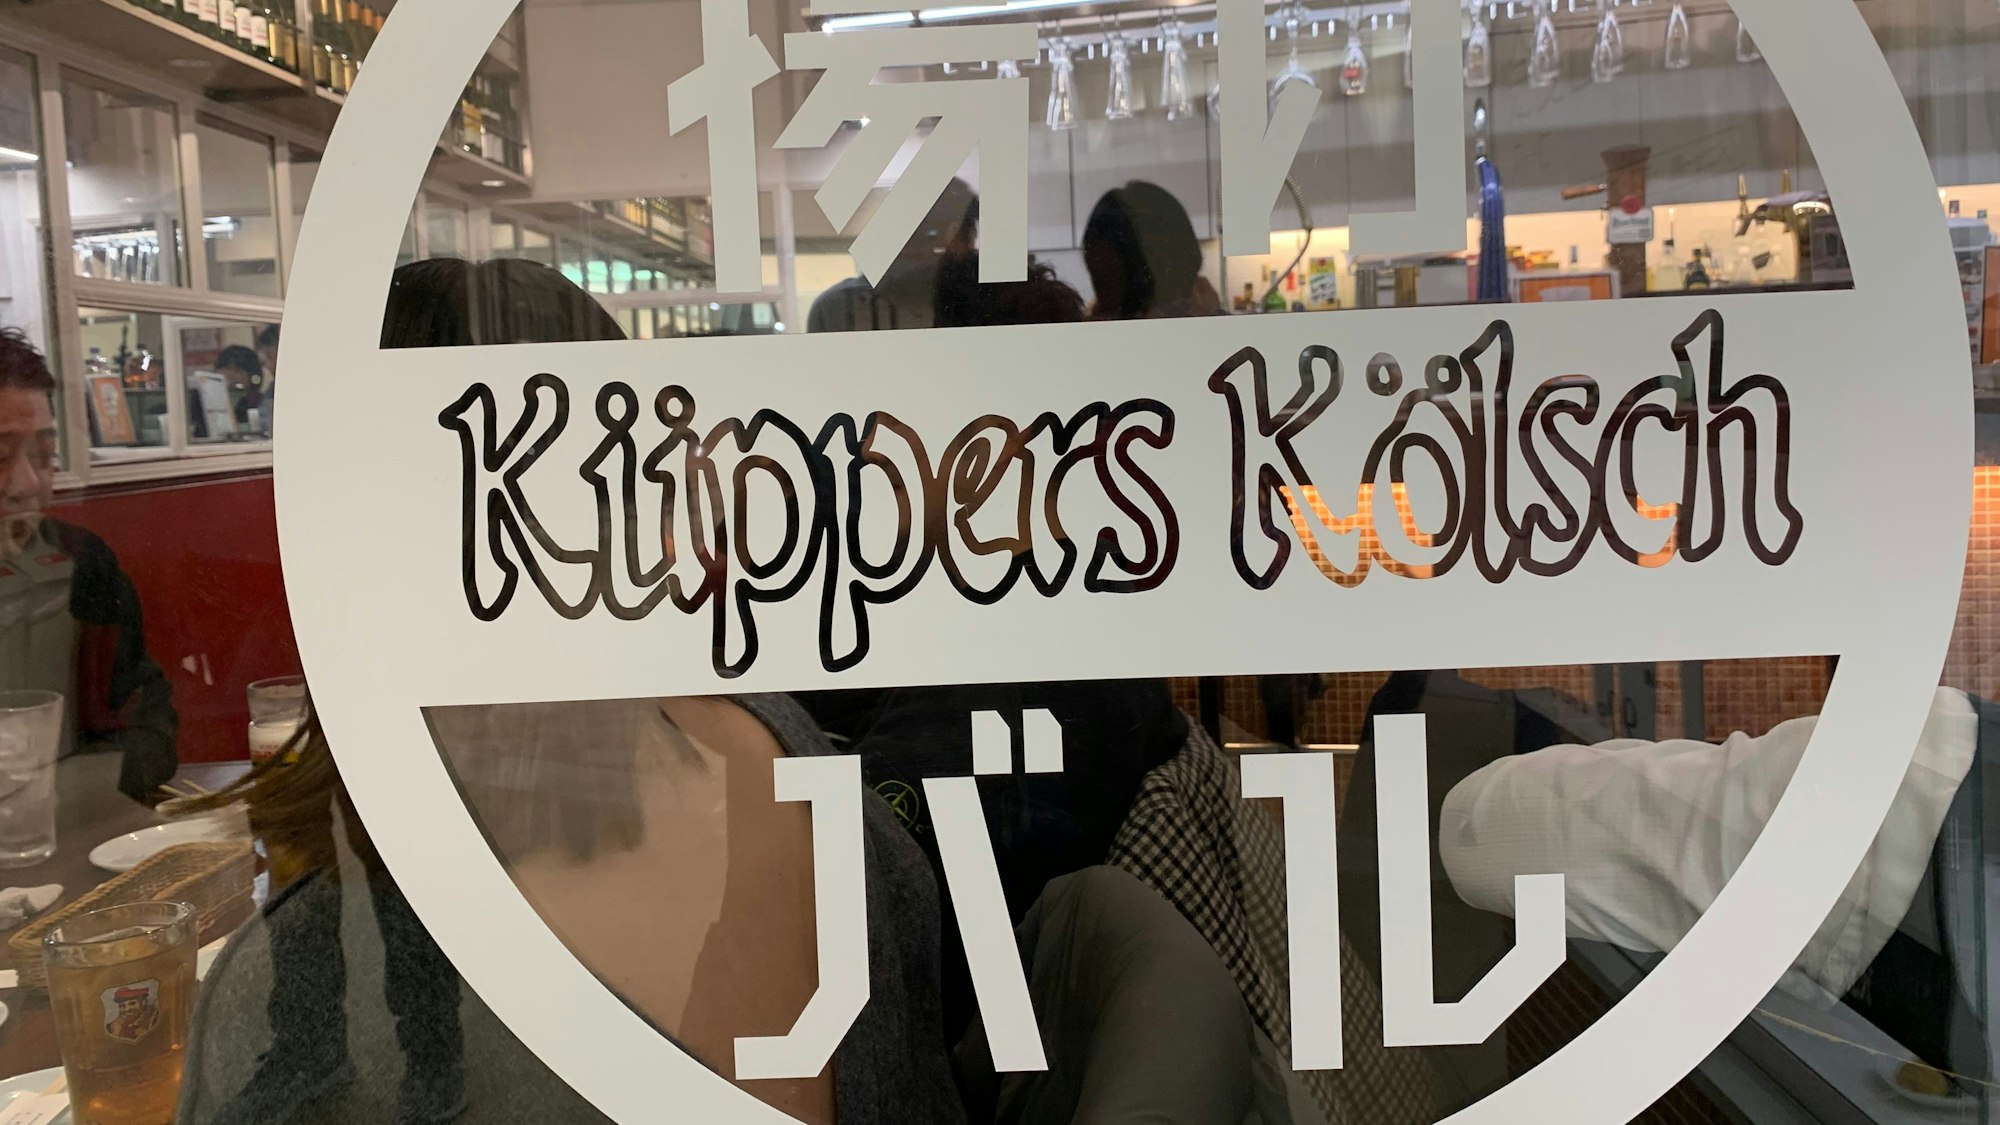 Küppers Kölsch
バル